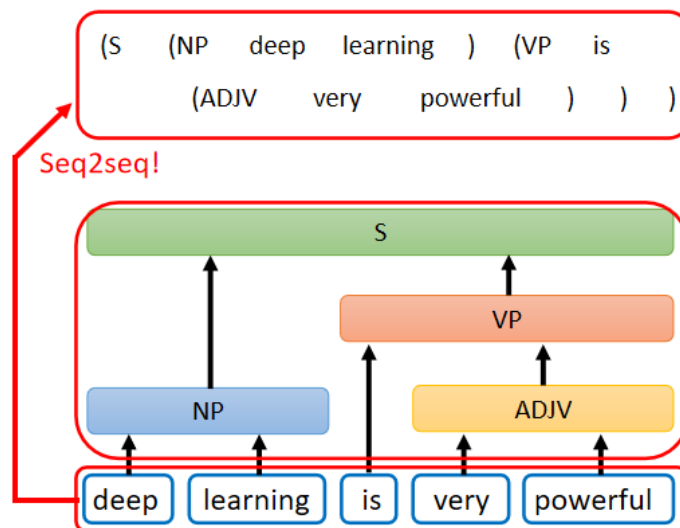 (S (NP deep learning ) (VP is
(ADJV very powerful ) ) )
Seq2seq!
S
VP
NP ADJV
deep learning is very powerful